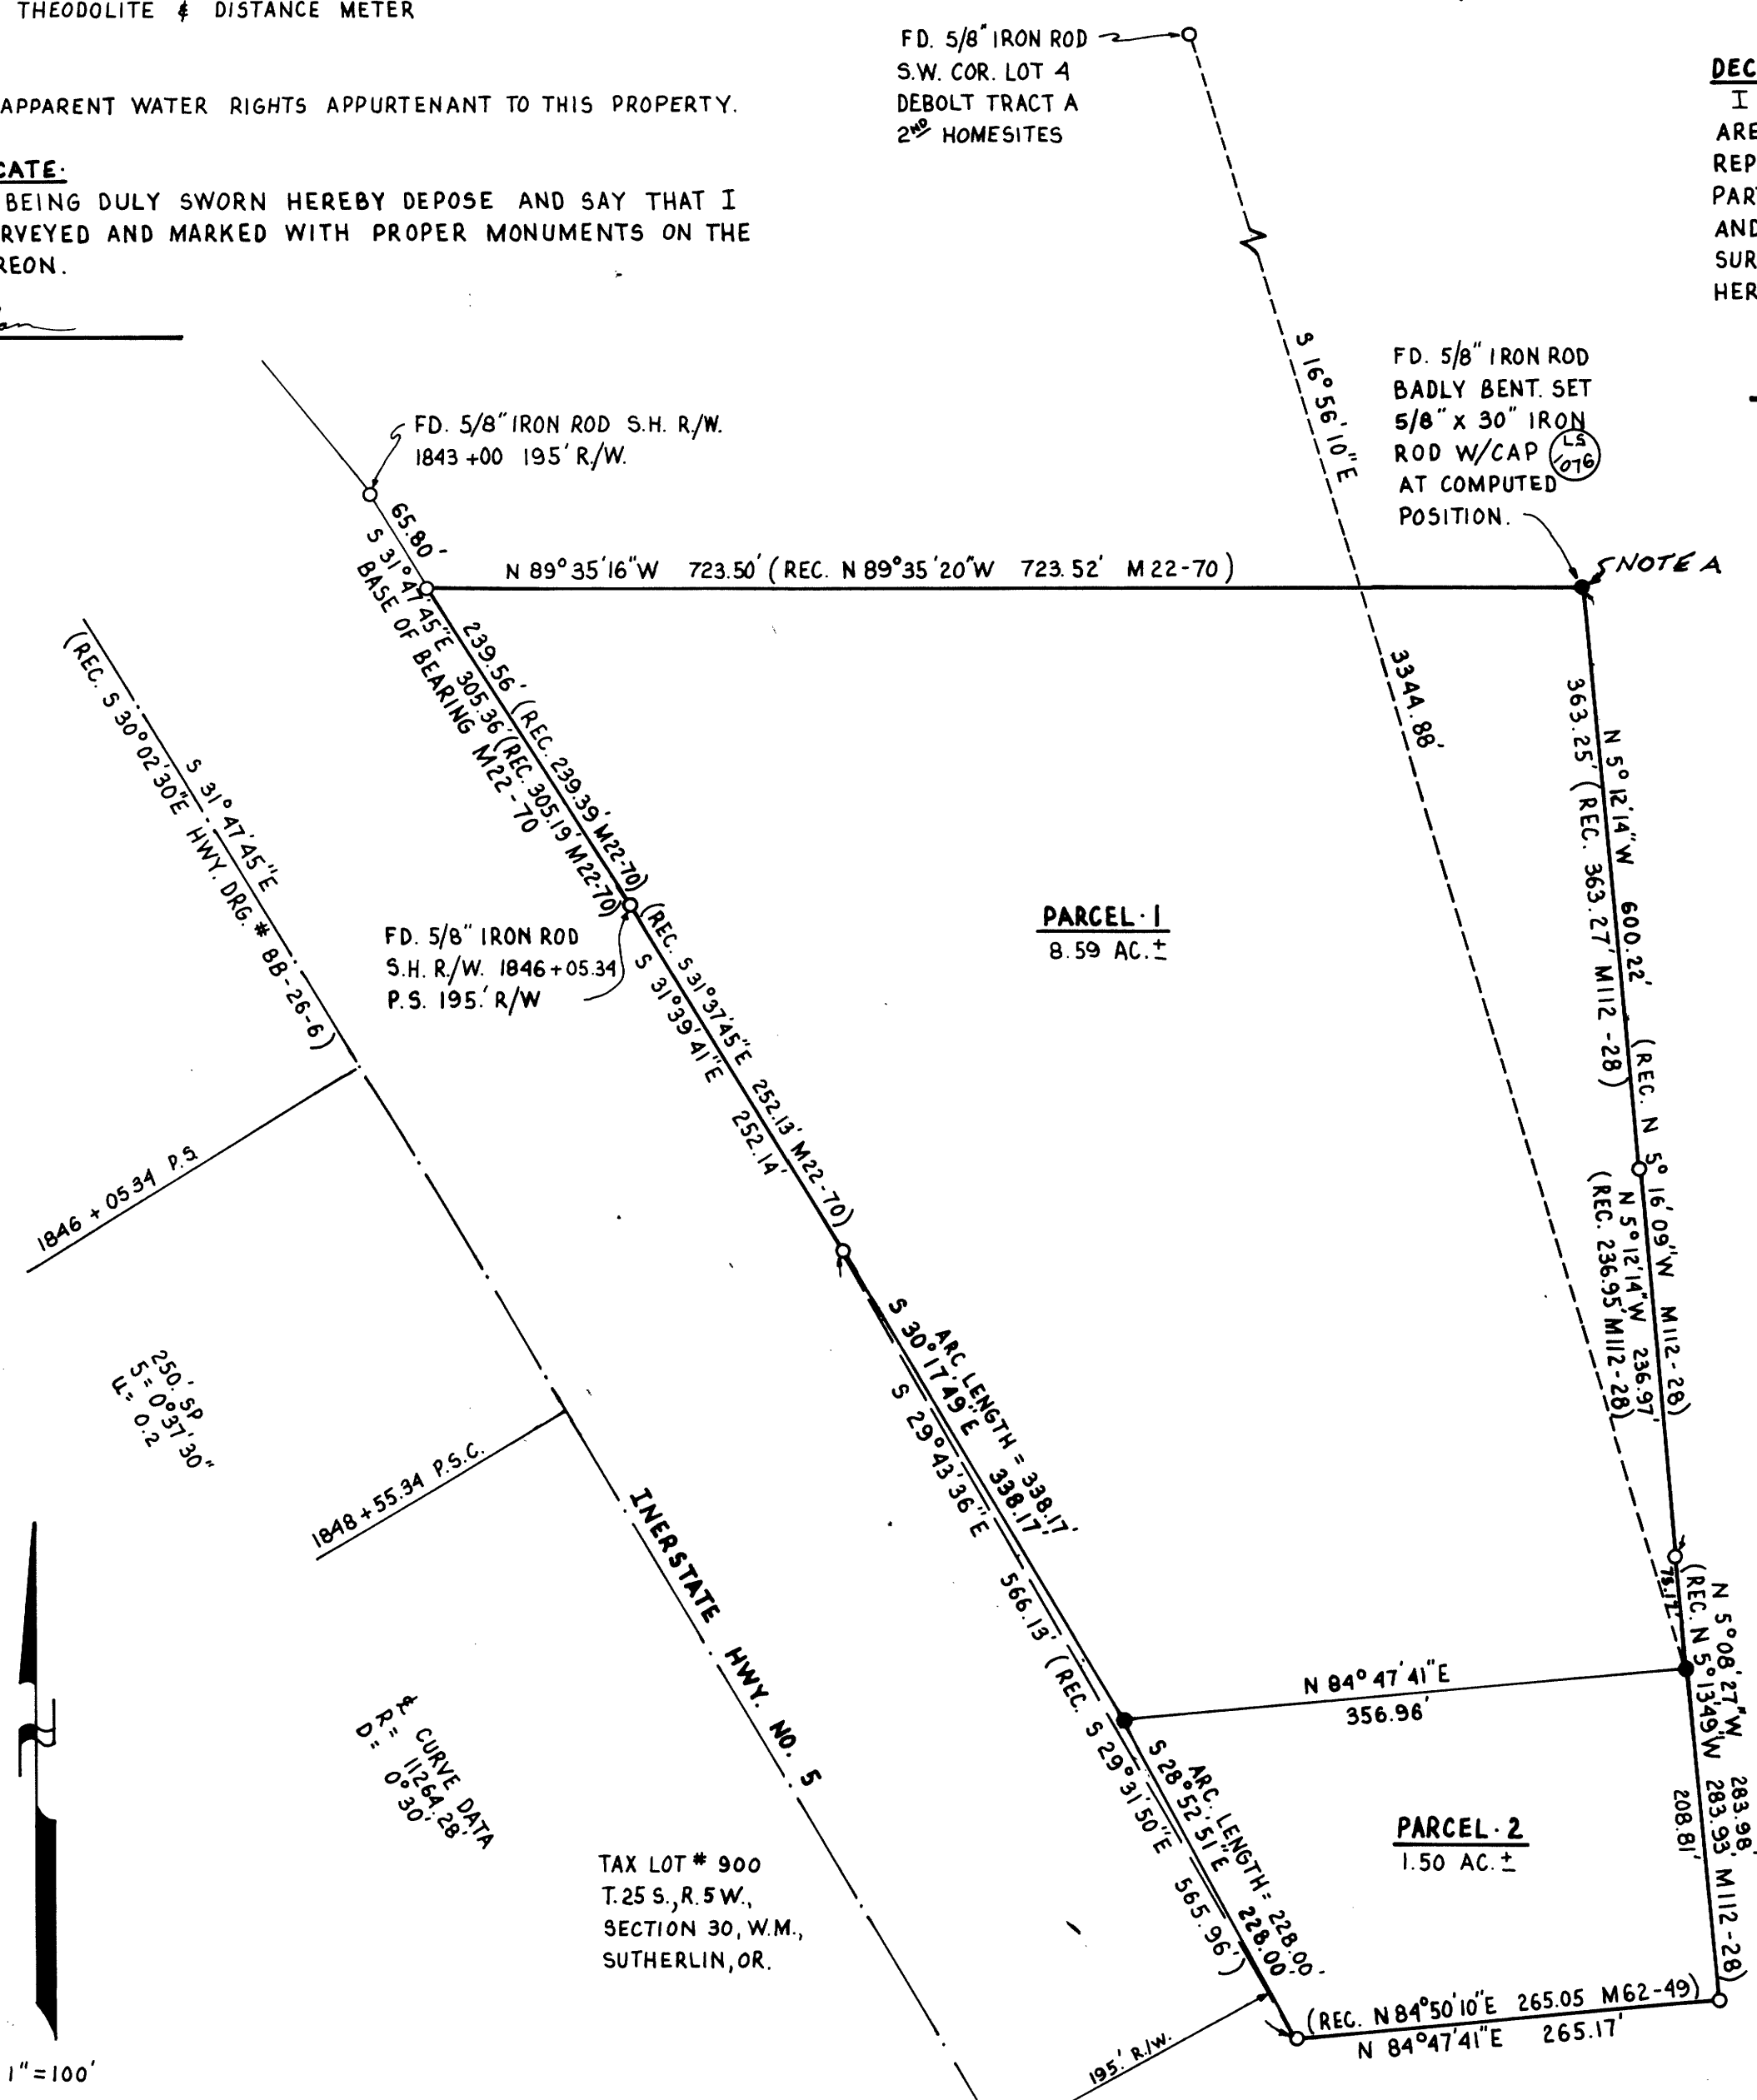 THEODOLITE & DISTANCE METER
APPARENT WATER RIGHTS APPURTENANT TO THIS PROPERTY.
CATE.
BEING DULY SWORN HEREBY DEPOSE AND SAY THAT I
RVEYED AND MARKED WITH PROPER MONUMENTS ON THE
REON.
FD. 5/8" IRON ROD
S.W. COR. LOT 4
DEBOLT TRACT A
2ND HOMESITES
DEC
I
ARE
REP
PAR
AND
SUR
HER
S 16° 56' 10" E
3344.88'
FD. 5/8" IRON ROD
BADLY BENT. SET
5/8" X 30" IRON
ROD W/CAP LS 1076
AT COMPUTED
POSITION.
NOTE A
FD. 5/8" IRON ROD S.H. R./W.
1843+00 195' R./W.
65.80'
N 89°35'16"W 723.50' (REC. N 89°35'20"W 723.52' M22-70)
S 31°47'45"E 305.36' (REC. 305.19' M22-70)
BASE OF BEARING M22-70
239.56' (REC. 239.39' M22-70)
S 31°47'45"E
(REC. S 30°02'30"E HWY. DRG. # 8B-26-6)
FD. 5/8" IRON ROD
S.H. R./W. 1846+05.34
P.S. 195.' R/W
(REC. S 31°37'45"E 252.13' M22-70)
S 31°39'41"E 252.14'
PARCEL·1
8.59 AC.±
N 5°12'14"W 600.22'
363.25' (REC. 363.27' M112-28)
(REC. N 5°16'09"W M112-28)
N 5°12'14"W 236.97'
(REC. 236.95' M112-28)
1846+05.34 P.S.
250.' SP
S= 0°37'30"
0.2
1848+55.34 P.S.C.
INERSTATE HWY. NO. 5
ARC LENGTH = 338.17'
S 30°17'49"E 338.17'
S 29°43'36"E 566.13' (REC. S 29°31'50"E 565.96')
N 84°47'41"E
356.96'
N 5°08'27"W 283.98'
(REC. N 5°13'49"W 283.93' M112-28)
208.81'
CURVE DATA
R= 11264.28'
D= 0°30'
ARC. LENGTH = 228.00'
S 28°52'51"E 228.00'
PARCEL·2
1.50 AC.±
TAX LOT # 900
T. 25 S., R. 5 W.,
SECTION 30, W.M.,
SUTHERLIN, OR.
195.' R./W.
(REC. N 84°50'10"E 265.05 M62-49)
N 84°47'41"E 265.17'
1"=100'